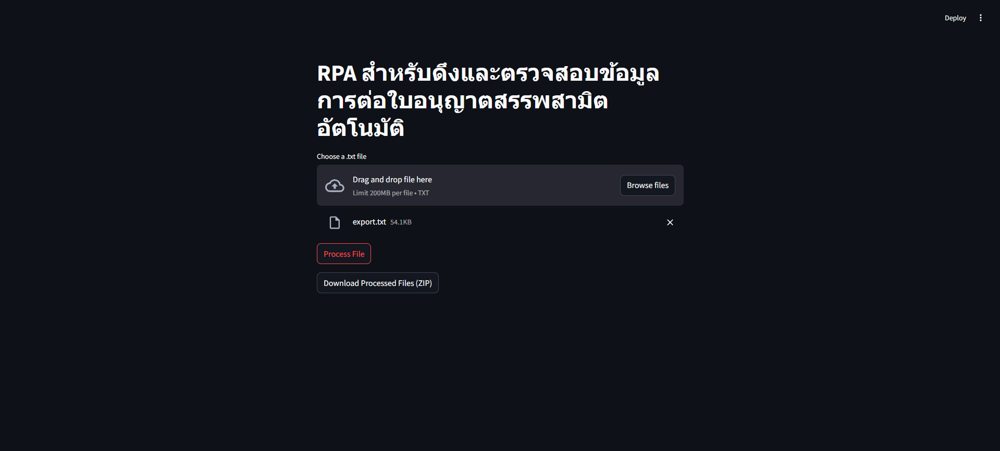 Deploy
RPA สำหรับดึงและตรวจสอบข้อมูล
การต่อใบอนุญาตสรรพสามิต
อัตโนมัติ
Choose a .txt file
Drag and drop file here
Limit 200MB per file • TXT
Browse files
export.txt 54.1KB
Process File
Download Processed Files (ZIP)